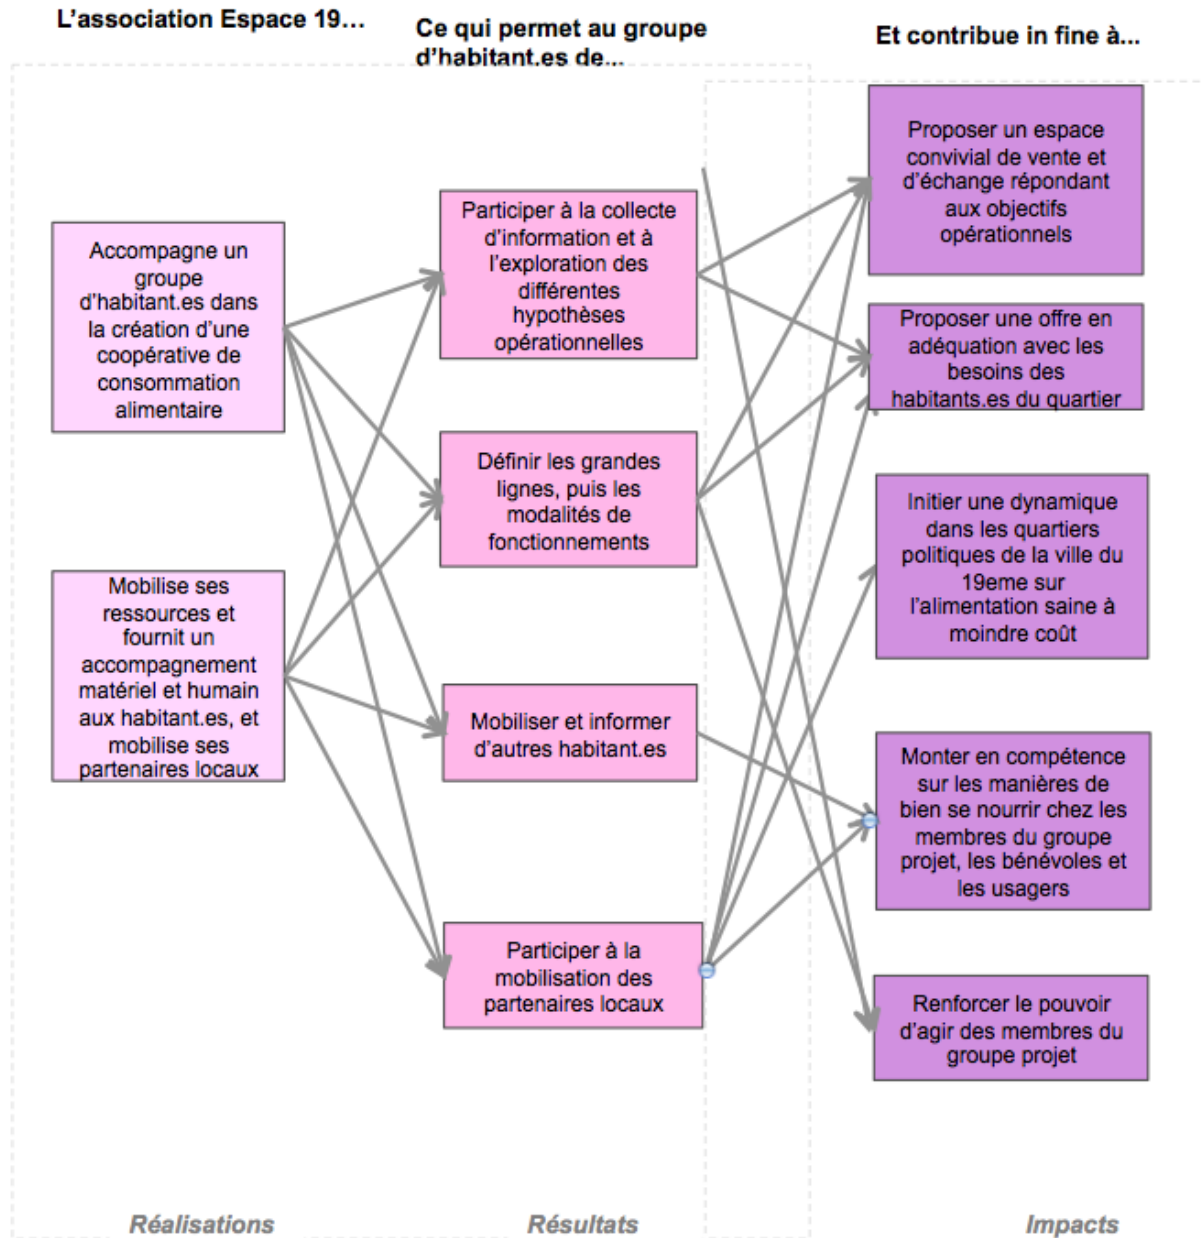 L’association Espace 19…
Ce qui permet au groupe
d’habitant.es de...
Et contribue in fine à...
Accompagne un
groupe
d’habitant.es dans
la création d’une
coopérative de
consommation
alimentaire
Mobilise ses
ressources et
fournit un
accompagnement
matériel et humain
aux habitant.es, et
mobilise ses
partenaires locaux
Participer à la collecte
d’information et à
l’exploration des
différentes
hypothèses
opérationnelles
Définir les grandes
lignes, puis les
modalités de
fonctionnements
Mobiliser et informer
d’autres habitant.es
Participer à la
mobilisation des
partenaires locaux
Proposer un espace
convivial de vente et
d’échange répondant
aux objectifs
opérationnels
Proposer une offre en
adéquation avec les
besoins des
habitants.es du quartier
Initier une dynamique
dans les quartiers
politiques de la ville du
19eme sur
l’alimentation saine à
moindre coût
Monter en compétence
sur les manières de
bien se nourrir chez les
membres du groupe
projet, les bénévoles et
les usagers
Renforcer le pouvoir
d’agir des membres du
groupe projet
Réalisations
Résultats
Impacts